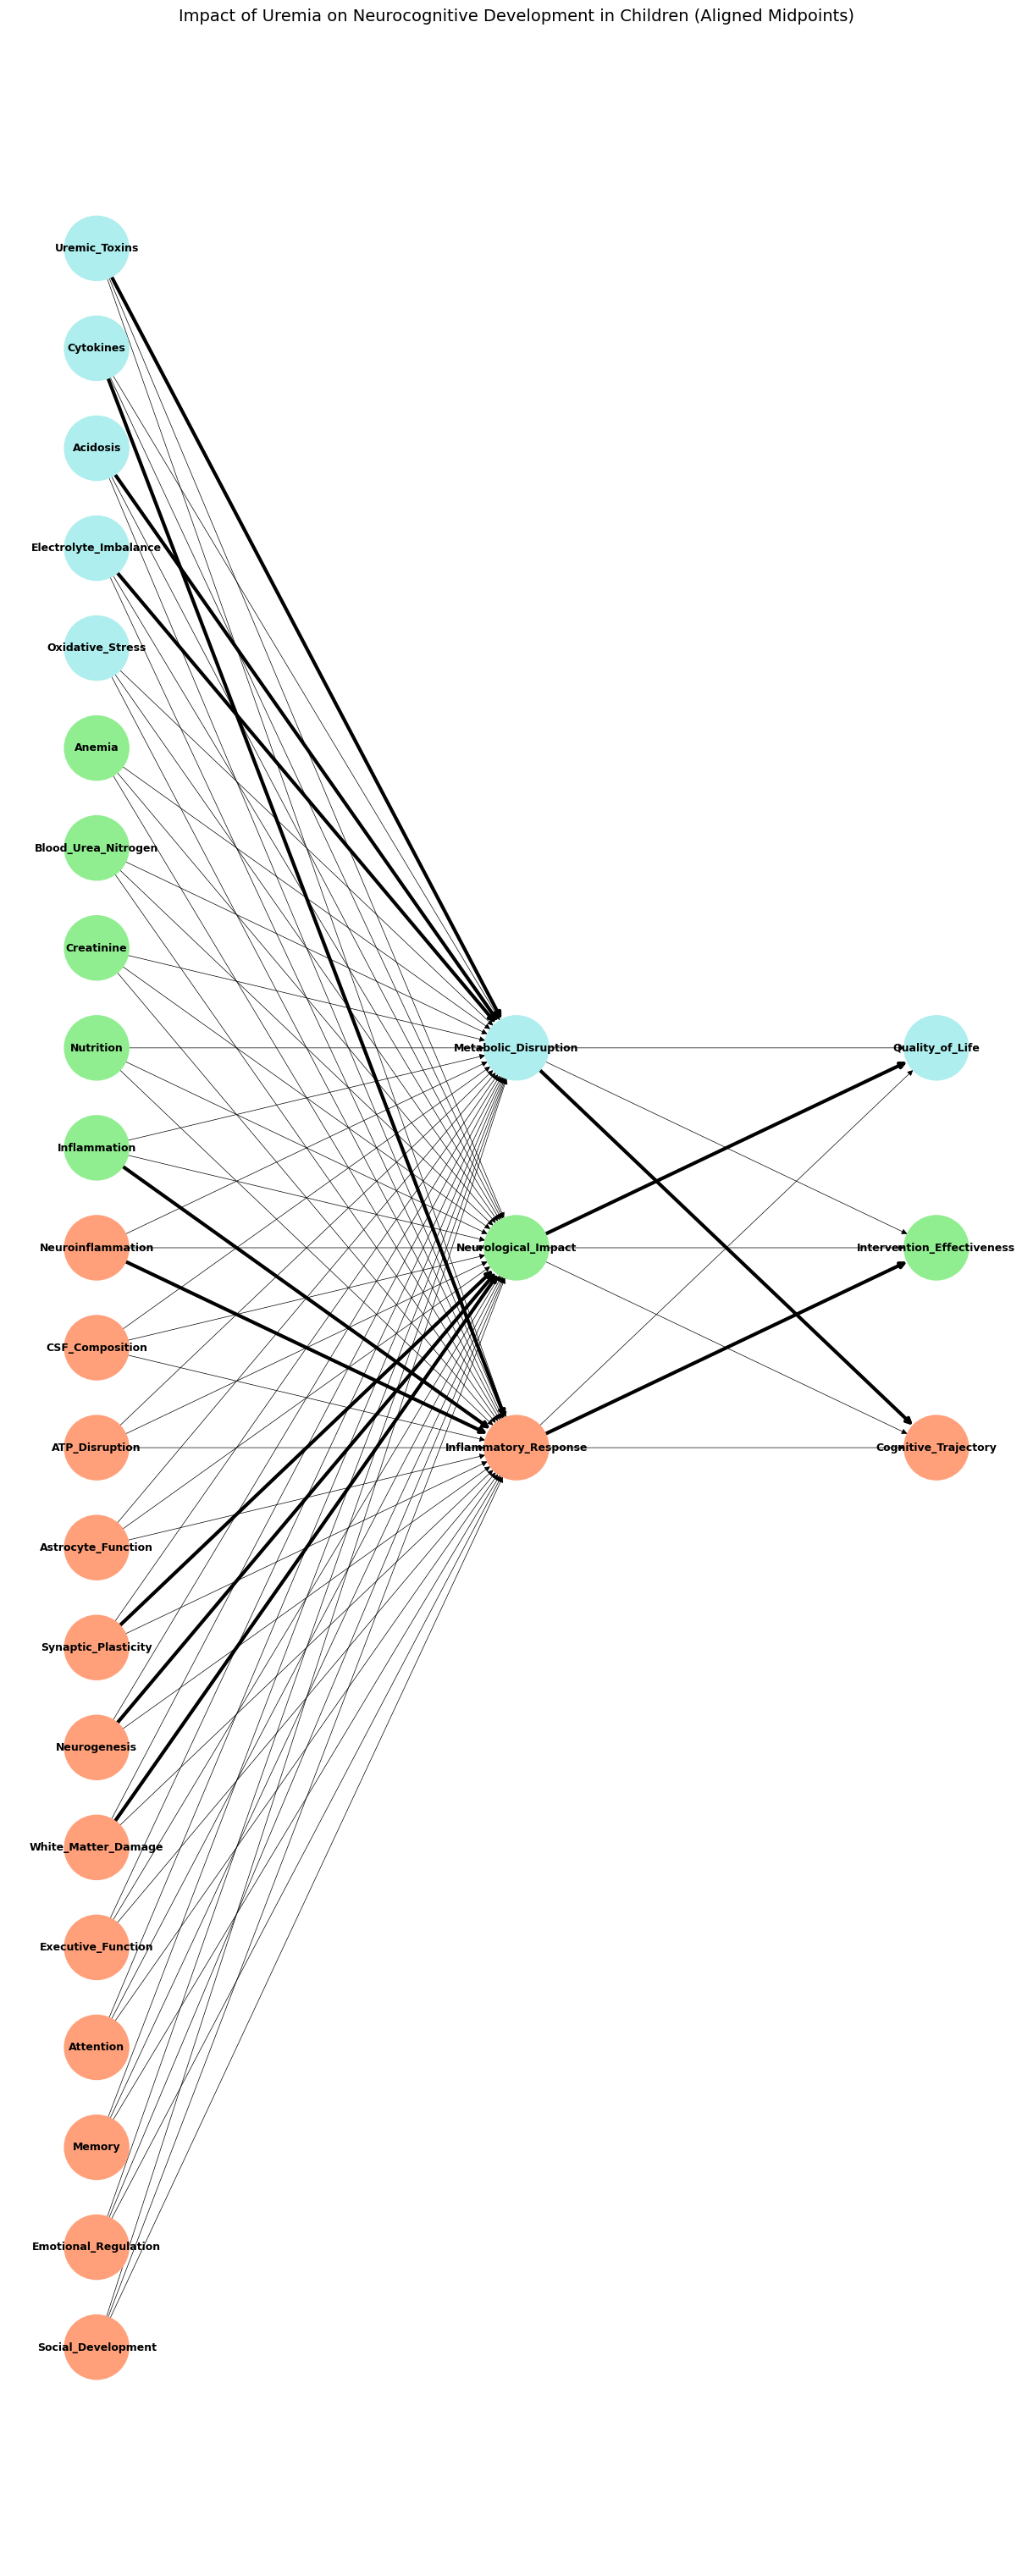 Impact of Uremia on Neurocognitive Development in Children (Aligned Midpoints)
Uremic_Toxins
Cytokines
Acidosis
Electrolyte_Imbalance
Oxidative_Stress
Anemia
Blood_Urea_Nitrogen
Creatinine
Nutrition
Inflammation
Neuroinflammation
CSF_Composition
ATP_Disruption
Astrocyte_Function
Synaptic_Plasticity
Neurogenesis
White_Matter_Damage
Executive_Function
Attention
Memory
Emotional_Regulation
Social_Development
Metabolic_Disruption
Neurological_Impact
Inflammatory_Response
Quality_of_Life
Intervention_Effectiveness
Cognitive_Trajectory